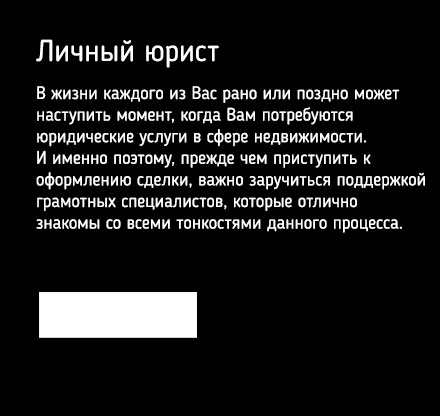 Личный юрист
В жизни каждого из Вас рано или поздно может
наступить момент, когда Вам потребуются
юридические услуги в сфере недвижимости.
И именно поэтому, прежде чем приступить к
оформлению сделки, важно заручиться поддержкой
грамотных специалистов, которые отлично
знакомы со всеми тонкостями данного процесса.